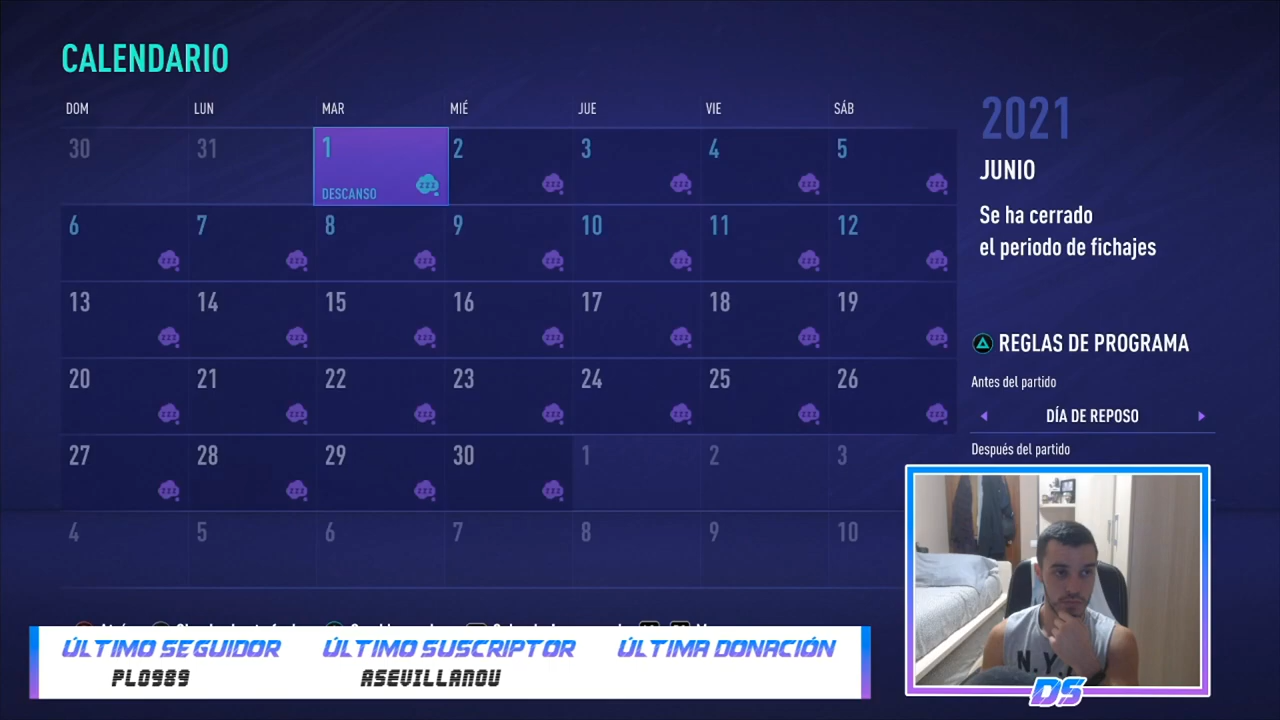 CALENDARIO
DOM LUN MAR MIÉ JUE VIE SÁB
30 31 1 2 3 4 5
DESCANSO
6 7 8 9 10 11 12
13 14 15 16 17 18 19
20 21 22 23 24 25 26
27 28 29 30 1 2 3
4 5 6 7 8 9 10
2021
JUNIO
Se ha cerrado
el periodo de fichajes
REGLAS DE PROGRAMA
Antes del partido
DÍA DE REPOSO
Después del partido
ÚLTIMO SEGUIDOR ÚLTIMO SUSCRIPTOR ÚLTIMA DONACIÓN
PLO989 ASEVILLANOU
N.Y.
DS